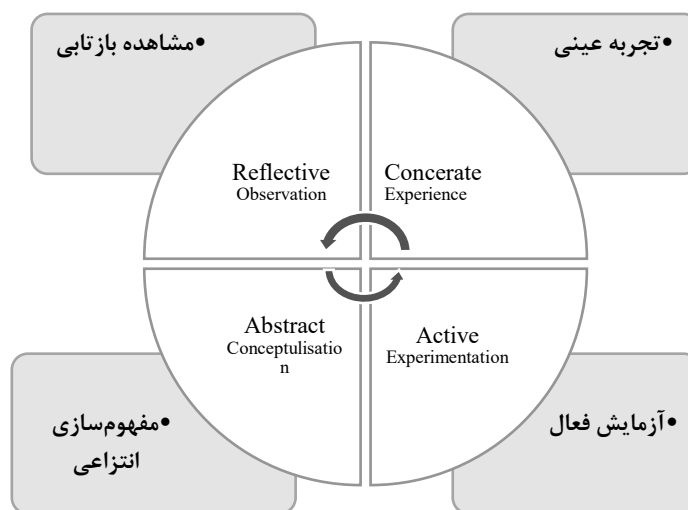 •مشاهده بازتابی
•تجربه عینی
Reflective
Observation
Concerate
Experience
Abstract
Conceptulisatio
n
Active
Experimentation
•مفهوم‌سازی
انتزاعی
•آزمایش فعال